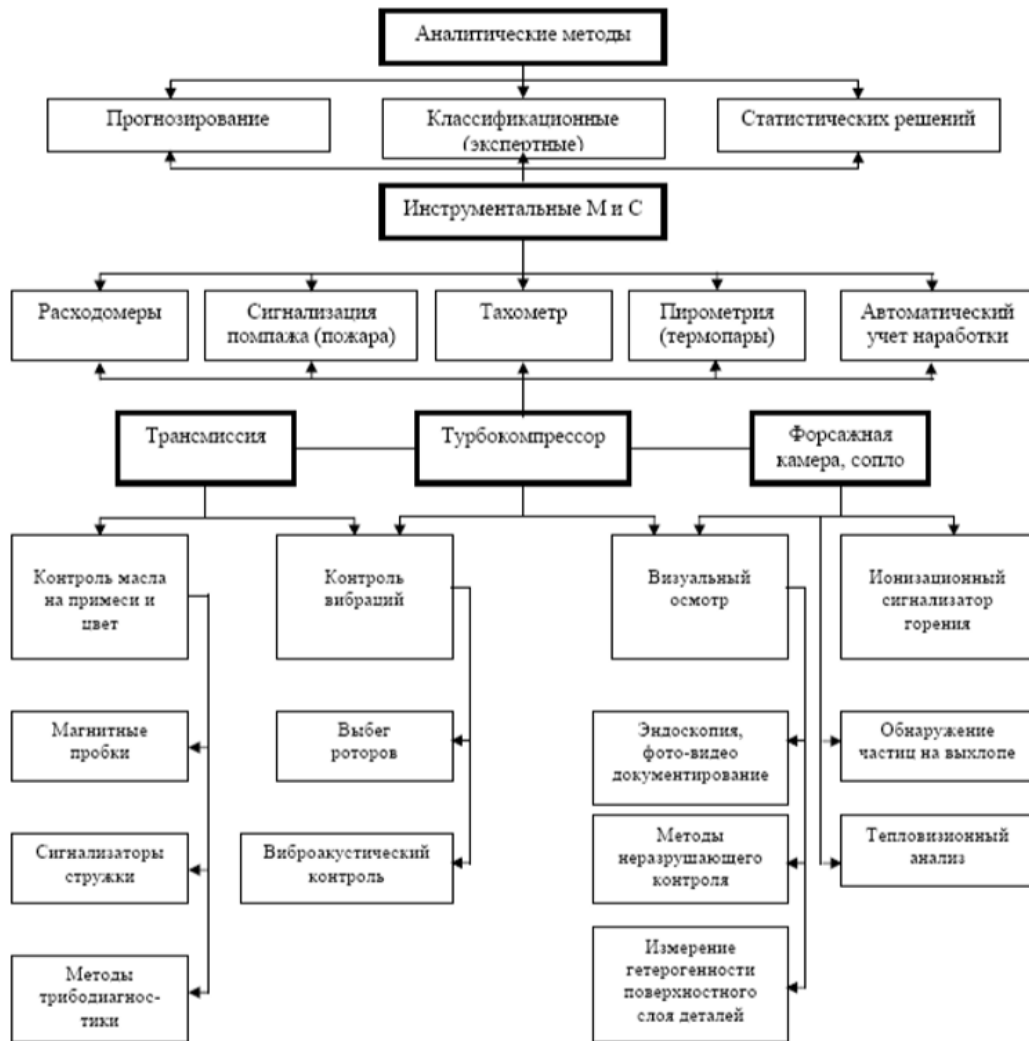 Аналитические методы
Прогнозирование
Классификационные
(экспертные)
Статистических решений
Инструментальные М и С
Расходомеры
Сигнализация
помпажа (пожара)
Тахометр
Пирометрия
(термопары)
Автоматический
учет наработки
Трансмиссия
Турбокомпрессор
Форсажная
камера, сопло
Контроль масла
на примеси и
цвет
Контроль
вибраций
Визуальный
осмотр
Ионизационный
сигнализатор
горения
Магнитные
пробки
Выбег
роторов
Эндоскопия,
фото-видео
документирование
Обнаружение
частиц на выхлопе
Сигнализаторы
стружки
Виброакустический
контроль
Методы
неразрушающего
контроля
Тепловизионный
анализ
Методы
трибодиагнос-
тики
Измерение
гетерогенности
поверхностного
слоя деталей